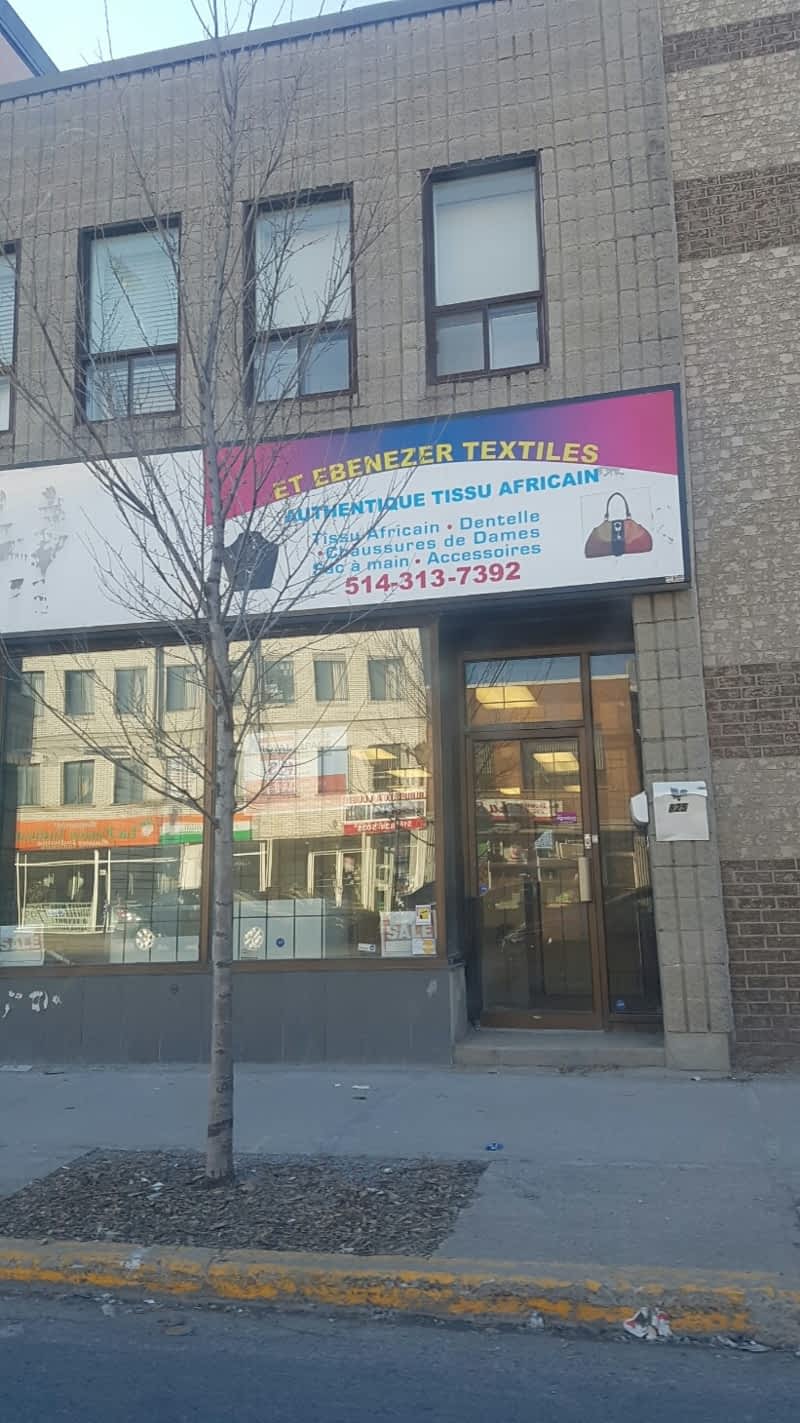 ET EBENEZER TEXTILES
AUTHENTIQUE TISSU AFRICAIN
Tissu Africain • Dentelle
• Chaussures de Dames
Sac à main • Accessoires
514-313-7392
825
SALE
SALE